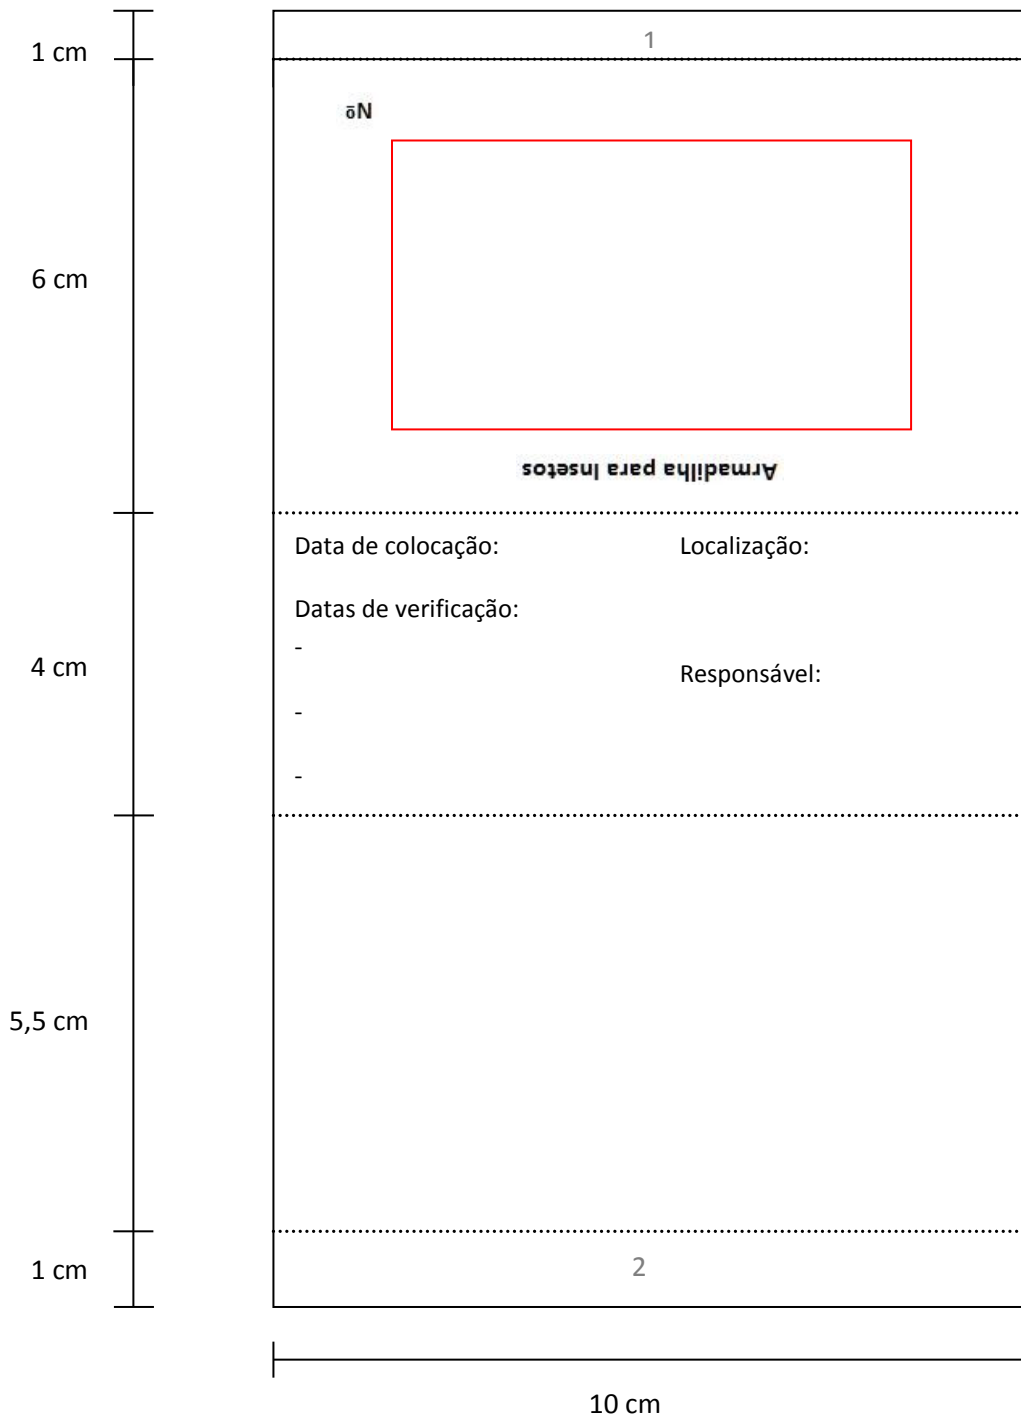 1 cm
1
Nº
6 cm
Armadilha para Insetos
Data de colocação:
Localização:
Datas de verificação:
-
4 cm
Responsável:
-
-
5,5 cm
1 cm
2
10 cm